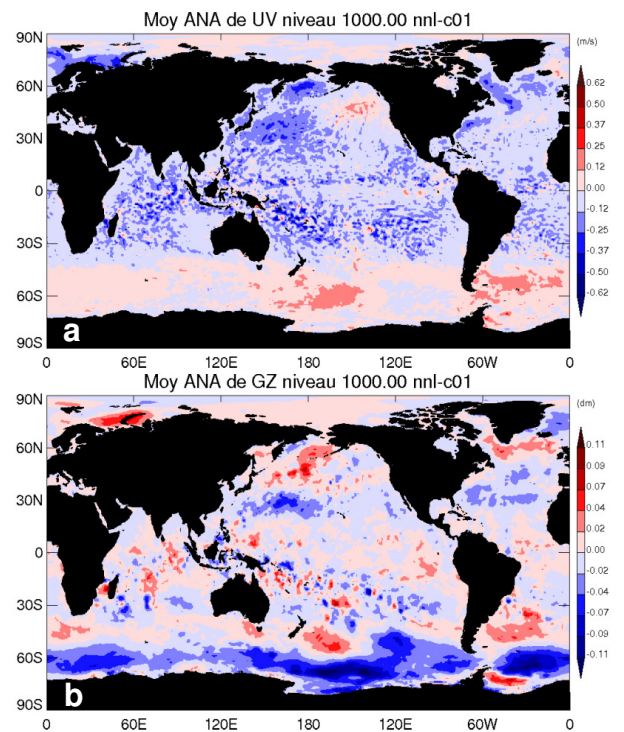 Moy ANA de UV niveau 1000.00 nnl-c01
(m/s)
90N
60N
30N
0
30S
60S
90S
0.62
0.50
0.37
0.25
0.12
0.00
-0.12
-0.25
-0.37
-0.50
-0.62
a
0 60E 120E 180 120W 60W 0
Moy ANA de GZ niveau 1000.00 nnl-c01
(dm)
90N
60N
30N
0
30S
60S
90S
0.11
0.09
0.07
0.04
0.02
0.00
-0.02
-0.04
-0.07
-0.09
-0.11
b
0 60E 120E 180 120W 60W 0